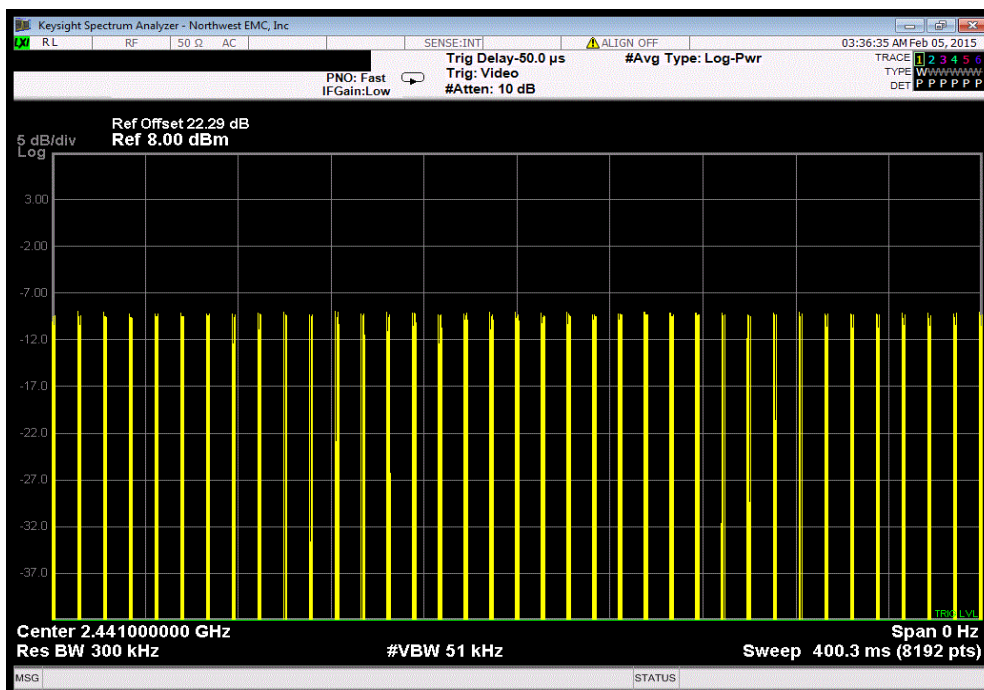 Keysight Spectrum Analyzer - Northwest EMC, Inc
LXI RL RF 50 Ω AC SENSE:INT ALIGN OFF 03:36:35 AM Feb 05, 2015
Trig Delay-50.0 µs #Avg Type: Log-Pwr TRACE 1 2 3 4 5 6
PNO: Fast Trig: Video TYPE WWWWWW
IFGain:Low #Atten: 10 dB DET P P P P P P
Ref Offset 22.29 dB
5 dB/div Ref 8.00 dBm
Log
3.00
-2.00
-7.00
-12.0
-17.0
-22.0
-27.0
-32.0
-37.0
TRIG LVL
Center 2.441000000 GHz Span 0 Hz
Res BW 300 kHz #VBW 51 kHz Sweep 400.3 ms (8192 pts)
MSG STATUS